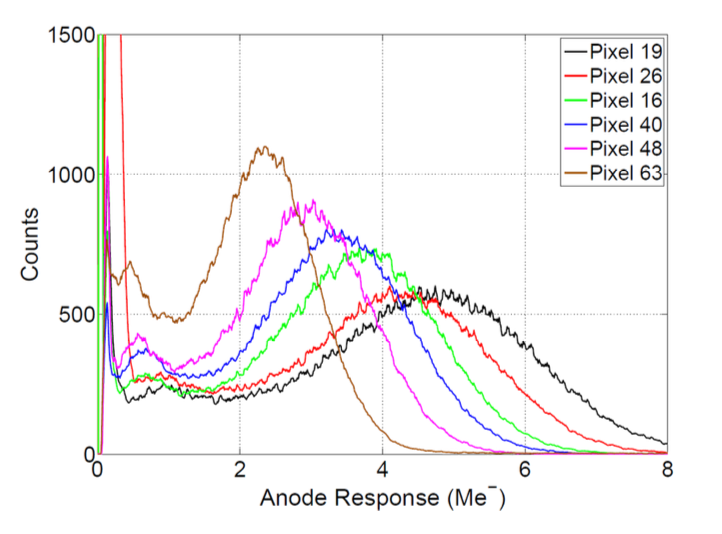 1500
1000
500
0
0
2
4
6
8
Counts
Anode Response (Me⁻)
Pixel 19
Pixel 26
Pixel 16
Pixel 40
Pixel 48
Pixel 63